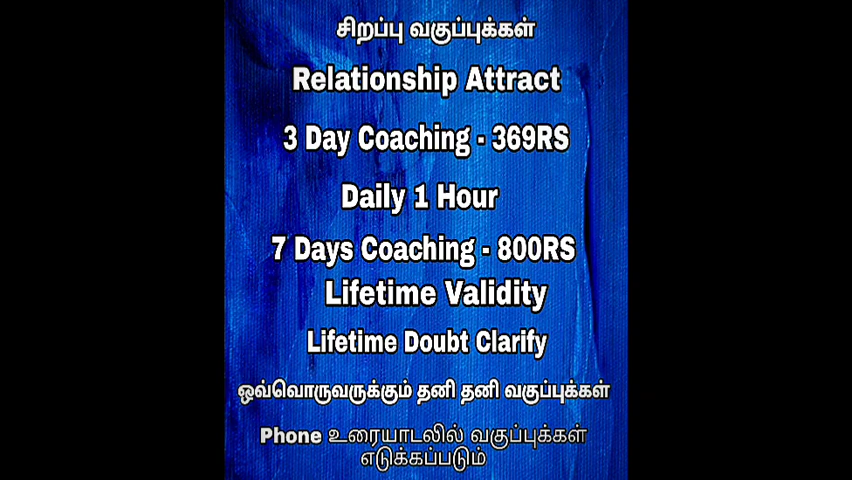 சிறப்பு வகுப்புக்கள்
Relationship Attract
3 Day Coaching - 369RS
Daily 1 Hour
7 Days Coaching - 800RS
Lifetime Validity
Lifetime Doubt Clarify
ஒவ்வொருவருக்கும் தனி தனி வகுப்புக்கள்
Phone உரையாடலில் வகுப்புக்கள்
எடுக்கப்படும்